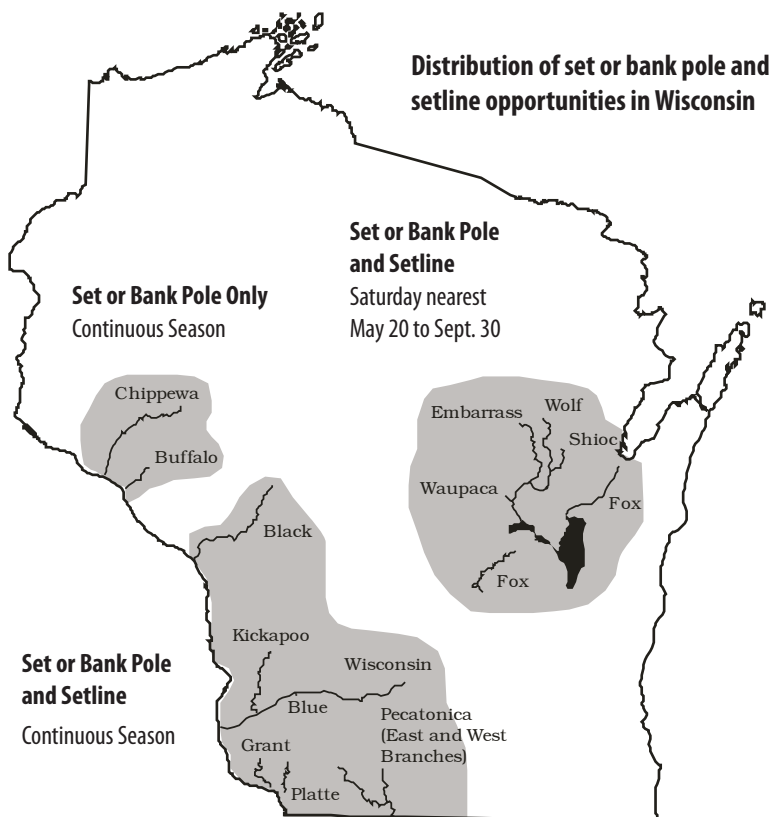 Distribution of set or bank pole and
setline opportunities in Wisconsin
Set or Bank Pole
and Setline
Saturday nearest
May 20 to Sept. 30
Set or Bank Pole Only
Continuous Season
Chippewa
Buffalo
Embarrass
Wolf
Shioc
Waupaca
Fox
Fox
Black
Kickapoo
Wisconsin
Blue
Pecatonica
(East and West
Branches)
Grant
Platte
Set or Bank Pole
and Setline
Continuous Season